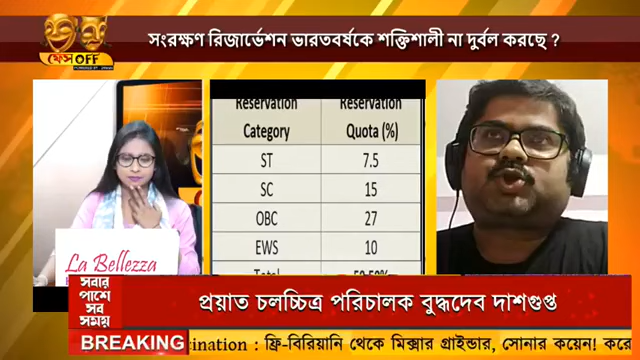 সংরক্ষণ রিজার্ভেশন ভারতবর্ষকে শক্তিশালী না দুর্বল করছে ?
ফেস OFF
Reservation Category
Reservation Quota (%)
ST 7.5
SC 15
OBC 27
EWS 10
La Bellezza
সবার
পাশে
সব
সময়
প্রয়াত চলচ্চিত্র পরিচালক বুদ্ধদেব দাশগুপ্ত
BREAKING
ination : ফ্রি-বিরিয়ানি থেকে মিক্সার গ্রাইন্ডার, সোনার কয়েন! করে